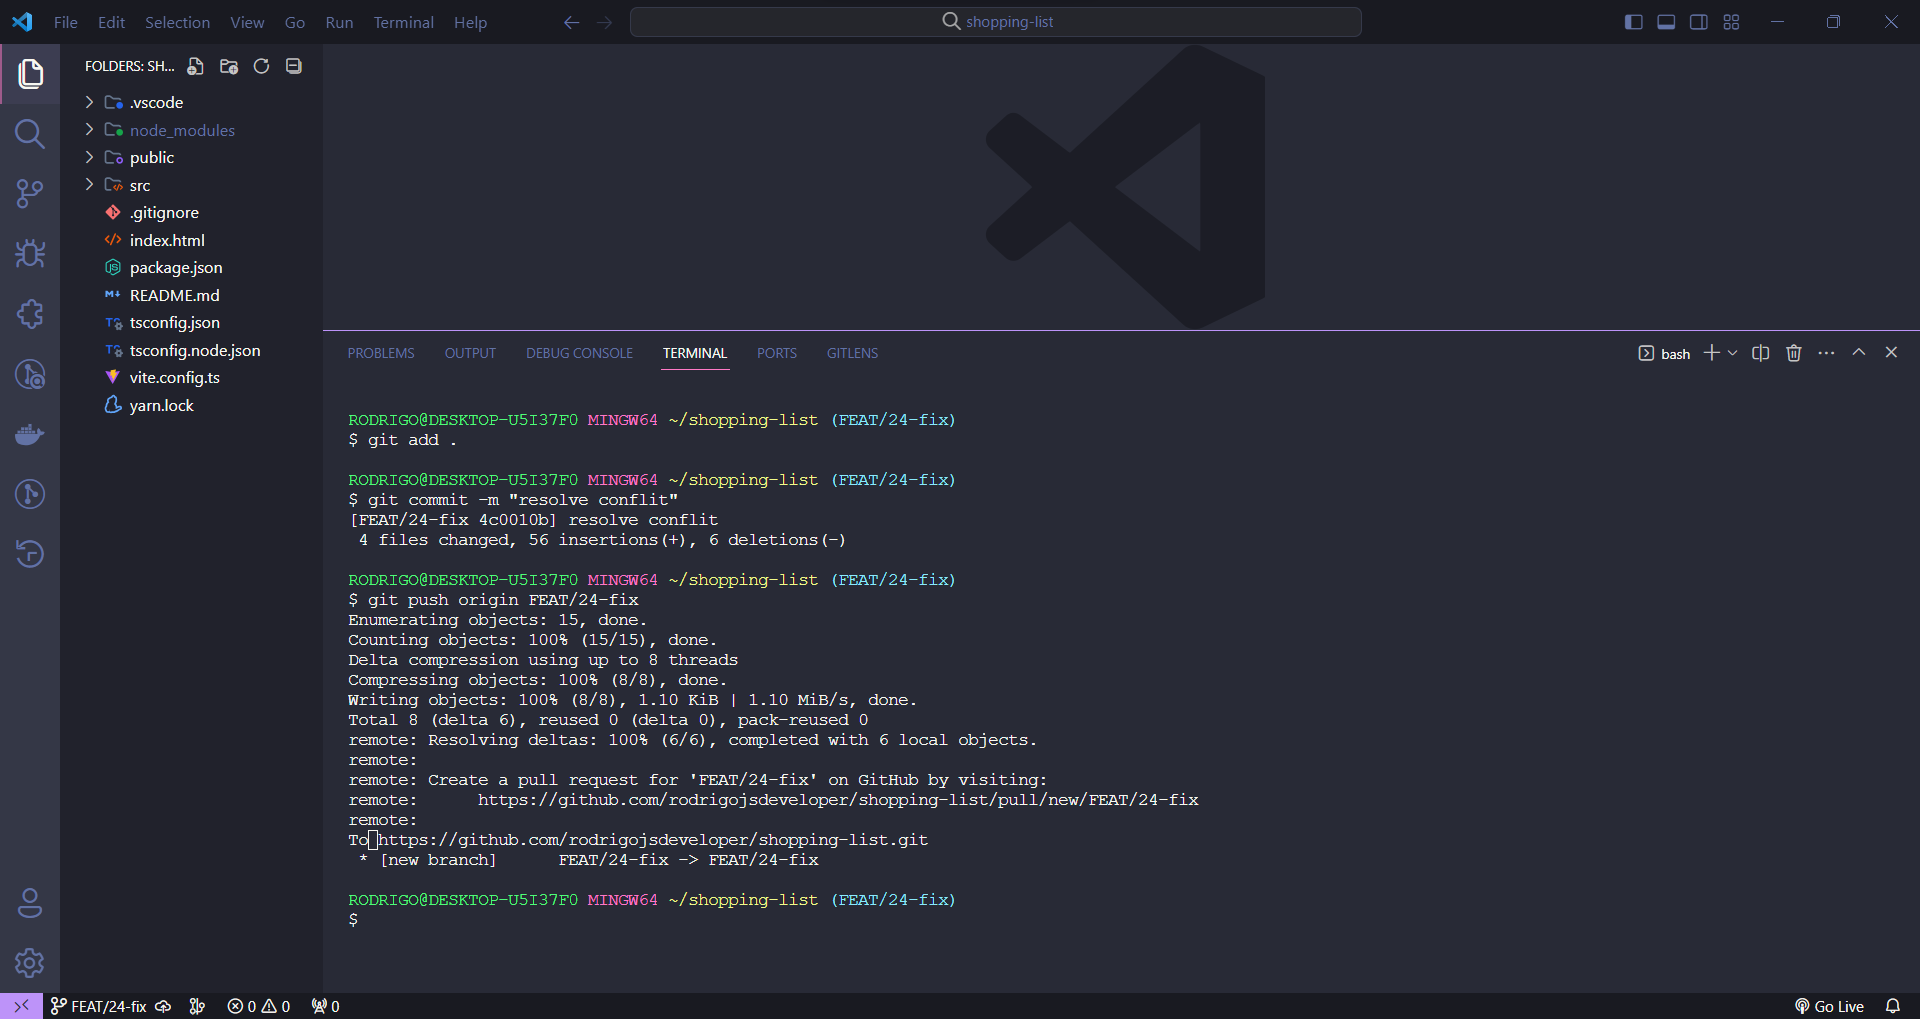 File Edit Selection View Go Run Terminal Help
shopping-list
FOLDERS: SH...
.vscode
node_modules
public
src
.gitignore
index.html
package.json
README.md
tsconfig.json
tsconfig.node.json
vite.config.ts
yarn.lock
PROBLEMS OUTPUT DEBUG CONSOLE TERMINAL PORTS GITLENS
bash
RODRIGO@DESKTOP-U5I37F0 MINGW64 ~/shopping-list (FEAT/24-fix)
$ git add .
RODRIGO@DESKTOP-U5I37F0 MINGW64 ~/shopping-list (FEAT/24-fix)
$ git commit -m "resolve conflit"
[FEAT/24-fix 4c0010b] resolve conflit
4 files changed, 56 insertions(+), 6 deletions(-)
RODRIGO@DESKTOP-U5I37F0 MINGW64 ~/shopping-list (FEAT/24-fix)
$ git push origin FEAT/24-fix
Enumerating objects: 15, done.
Counting objects: 100% (15/15), done.
Delta compression using up to 8 threads
Compressing objects: 100% (8/8), done.
Writing objects: 100% (8/8), 1.10 KiB | 1.10 MiB/s, done.
Total 8 (delta 6), reused 0 (delta 0), pack-reused 0
remote: Resolving deltas: 100% (6/6), completed with 6 local objects.
remote:
remote: Create a pull request for 'FEAT/24-fix' on GitHub by visiting:
remote:      https://github.com/rodrigojsdeveloper/shopping-list/pull/new/FEAT/24-fix
remote:
To https://github.com/rodrigojsdeveloper/shopping-list.git
* [new branch]      FEAT/24-fix -> FEAT/24-fix
RODRIGO@DESKTOP-U5I37F0 MINGW64 ~/shopping-list (FEAT/24-fix)
$
FEAT/24-fix 0 0 0 Go Live